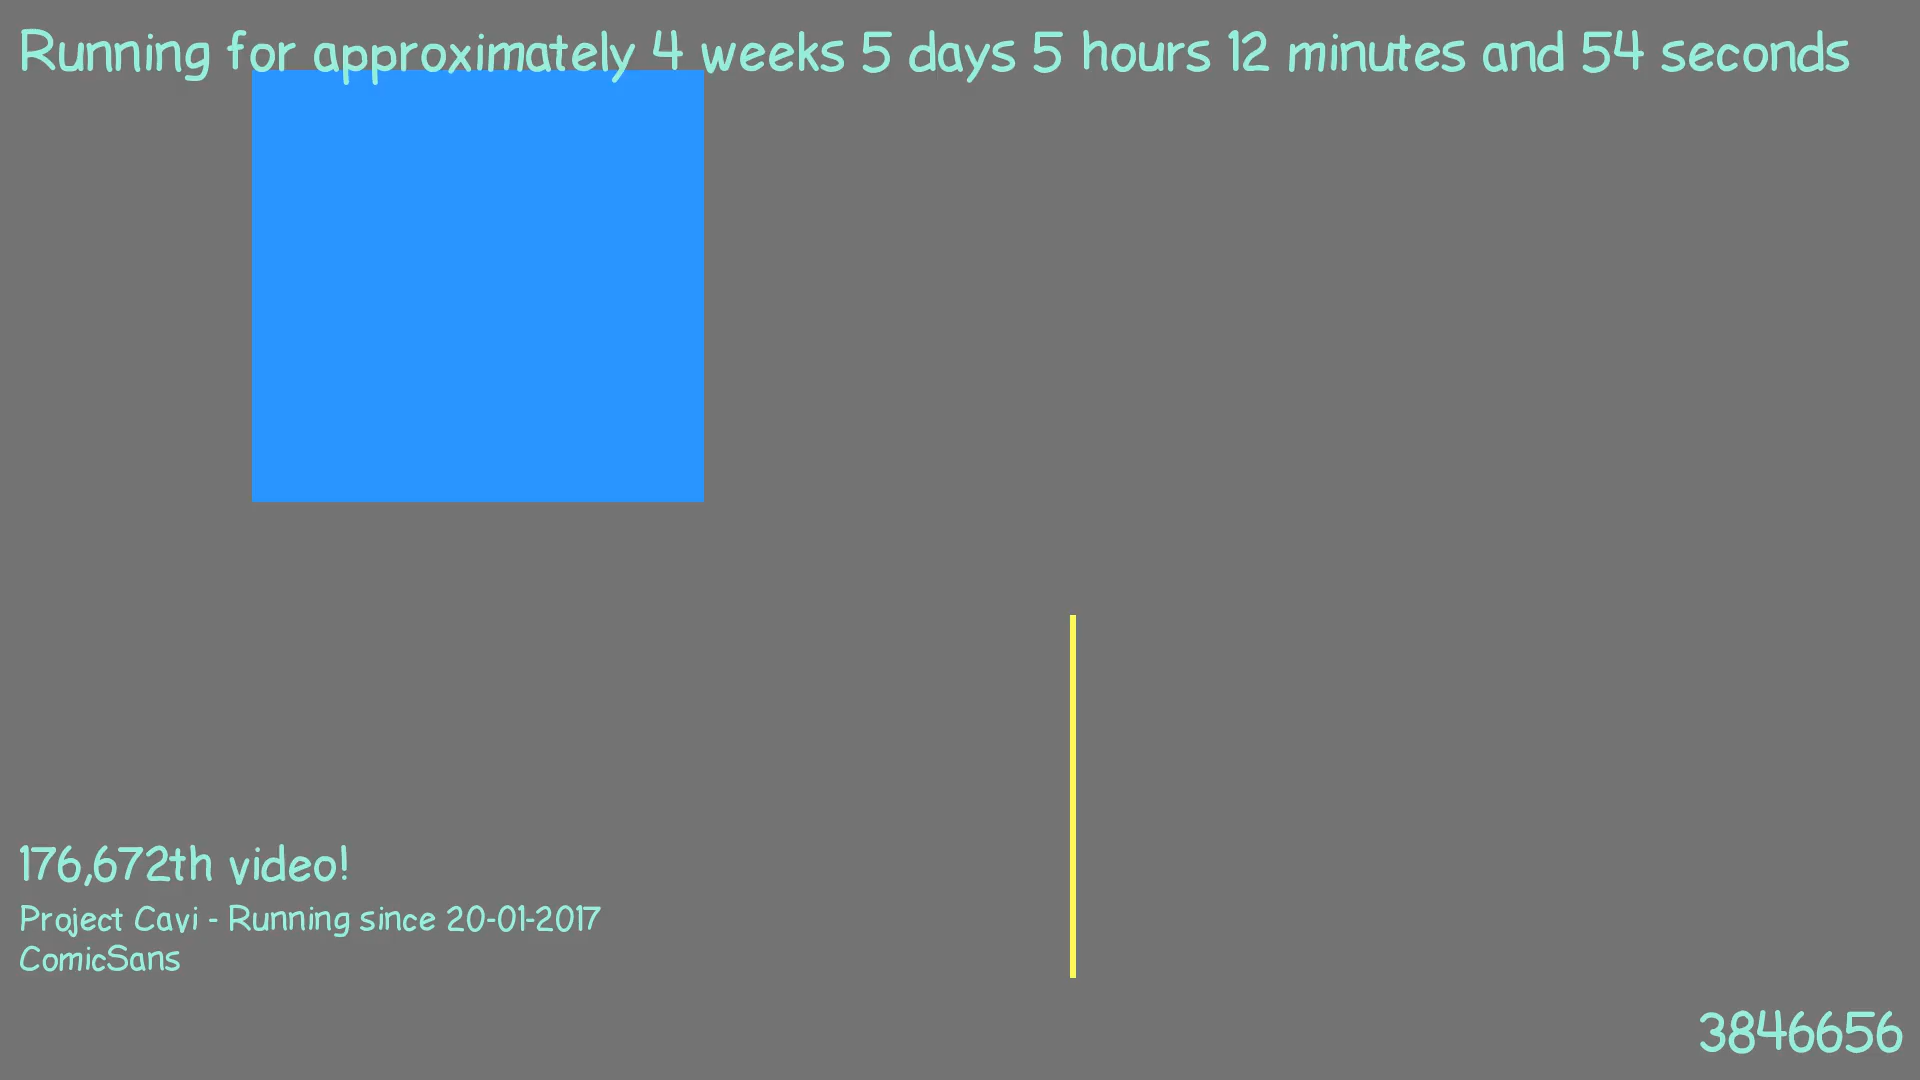 Running for approximately 4 weeks 5 days 5 hours 12 minutes and 54 seconds
176,672th video!
Project Cavi - Running since 20-01-2017
ComicSans
3846656